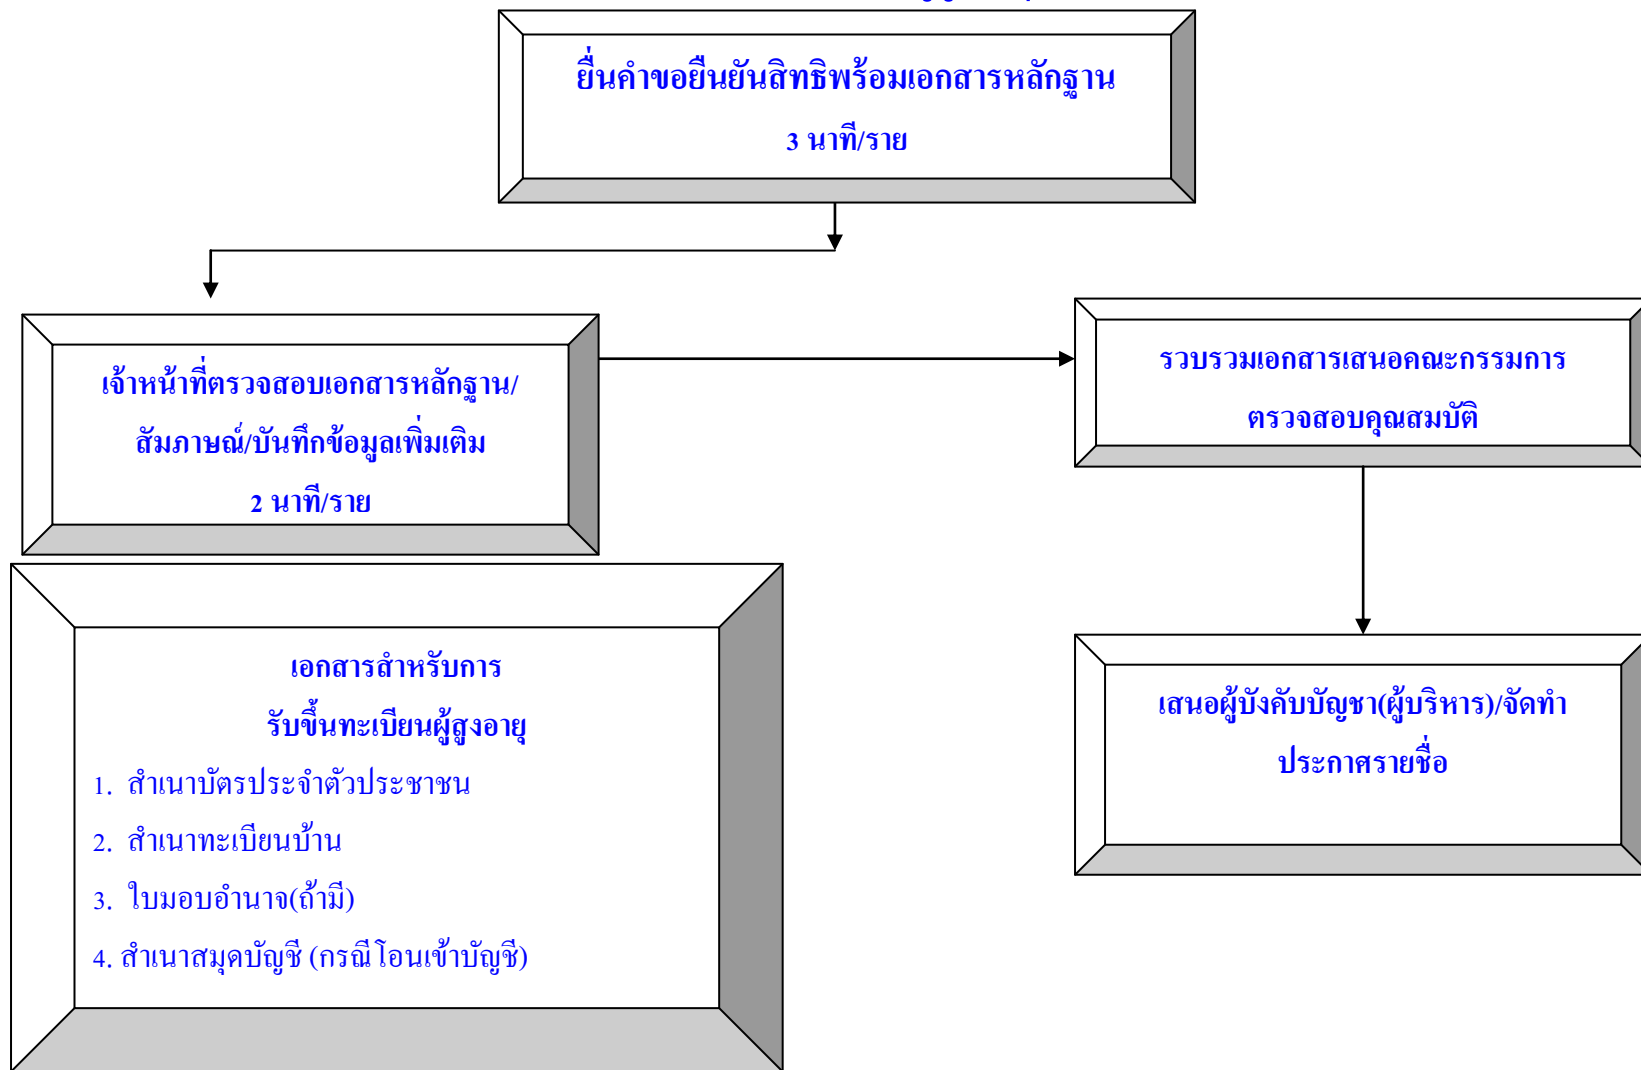 ยื่นคำขอยืนยันสิทธิพร้อมเอกสารหลักฐาน
3 นาที/ราย
เจ้าหน้าที่ตรวจสอบเอกสารหลักฐาน/
สัมภาษณ์/บันทึกข้อมูลเพิ่มเติม
2 นาที/ราย
รวบรวมเอกสารเสนอคณะกรรมการ
ตรวจสอบคุณสมบัติ
เอกสารสำหรับการ
รับขึ้นทะเบียนผู้สูงอายุ
1. สำเนาบัตรประจำตัวประชาชน
2. สำเนาทะเบียนบ้าน
3. ใบมอบอำนาจ(ถ้ามี)
4. สำเนาสมุดบัญชี (กรณีโอนเข้าบัญชี)
เสนอผู้บังคับบัญชา(ผู้บริหาร)/จัดทำ
ประกาศรายชื่อ